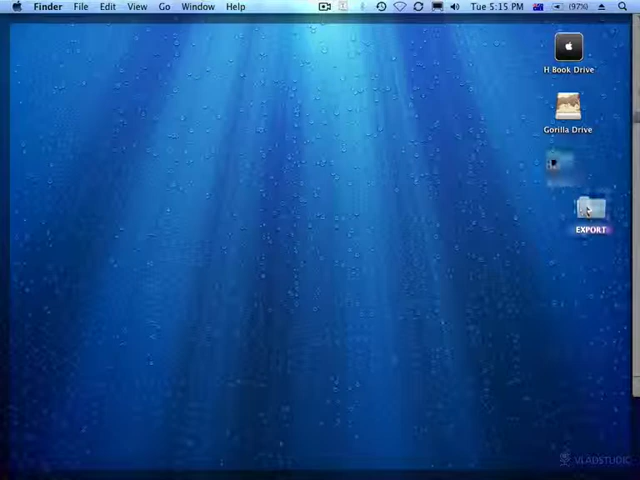 Finder File Edit View Go Window Help Tue 5:15 PM (97%)
H Book Drive
Gorilla Drive
EXPORT
VLADSTUDIO